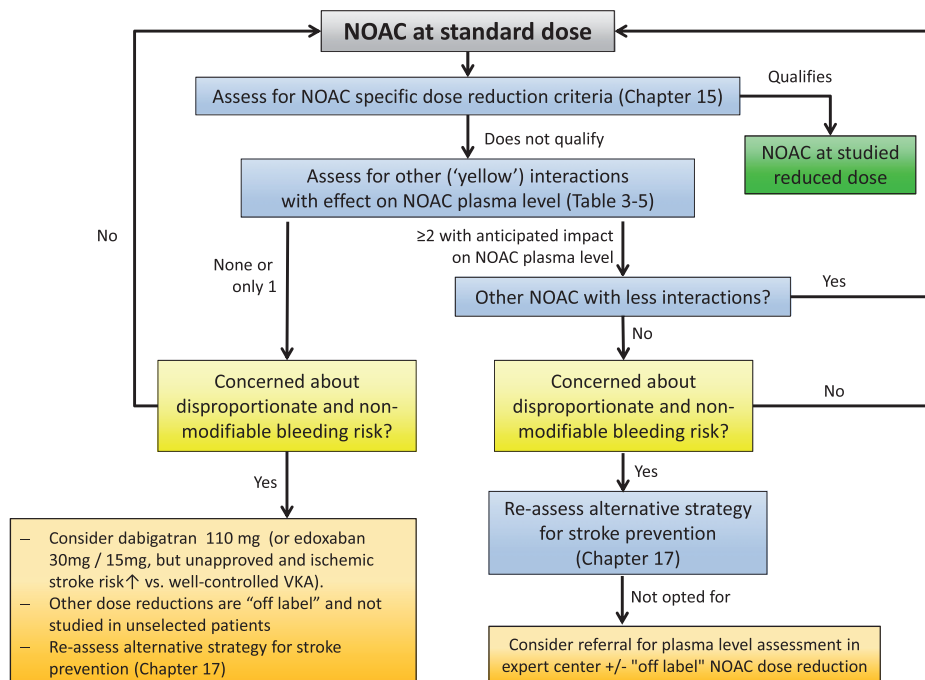 NOAC at standard dose
Qualifies
Assess for NOAC specific dose reduction criteria (Chapter 15)
Does not qualify
NOAC at studied
reduced dose
Assess for other (‘yellow’) interactions
with effect on NOAC plasma level (Table 3-5)
No
≥2 with anticipated impact
on NOAC plasma level
None or
only 1
Other NOAC with less interactions?
Yes
No
Concerned about
disproportionate and non-
modifiable bleeding risk?
Concerned about
disproportionate and non-
modifiable bleeding risk?
No
Yes
Yes
Re-assess alternative strategy
for stroke prevention
(Chapter 17)
– Consider dabigatran 110 mg (or edoxaban
30mg / 15mg, but unapproved and ischemic
stroke risk↑ vs. well-controlled VKA).
– Other dose reductions are “off label” and not
studied in unselected patients
– Re-assess alternative strategy for stroke
prevention (Chapter 17)
Not opted for
Consider referral for plasma level assessment in
expert center +/- "off label" NOAC dose reduction